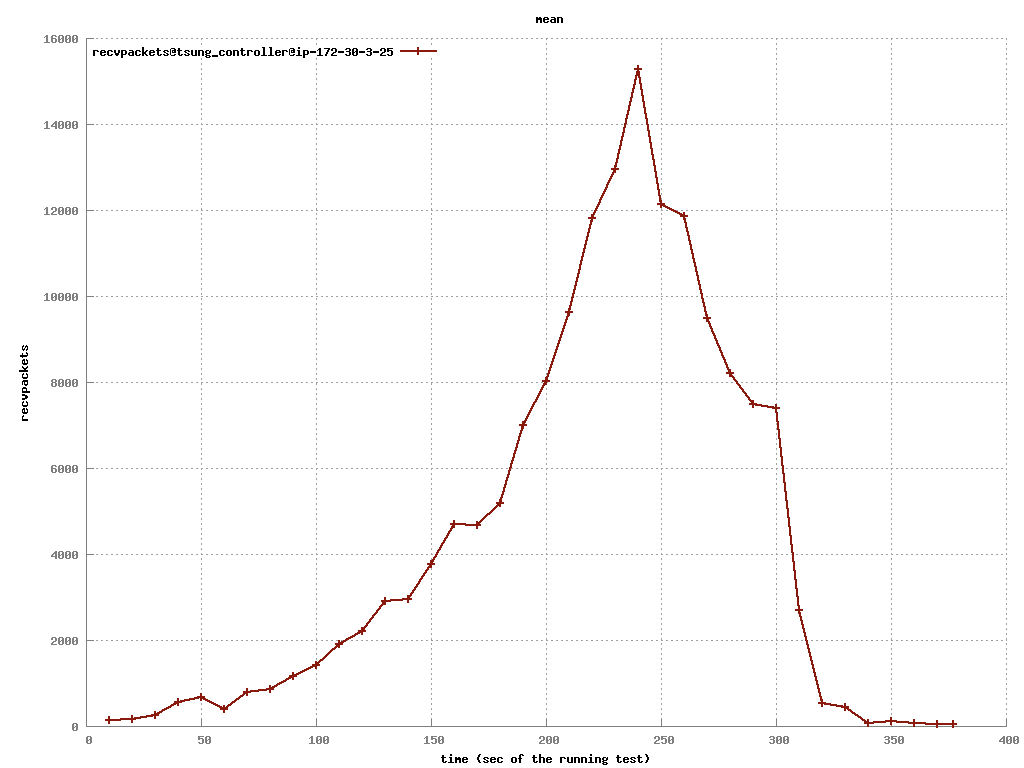 mean
16000
recvpackets@tsung_controller@ip-172-30-3-25
14000
12000
10000
8000
6000
4000
2000
0
recvpackets
0 50 100 150 200 250 300 350 400
time (sec of the running test)